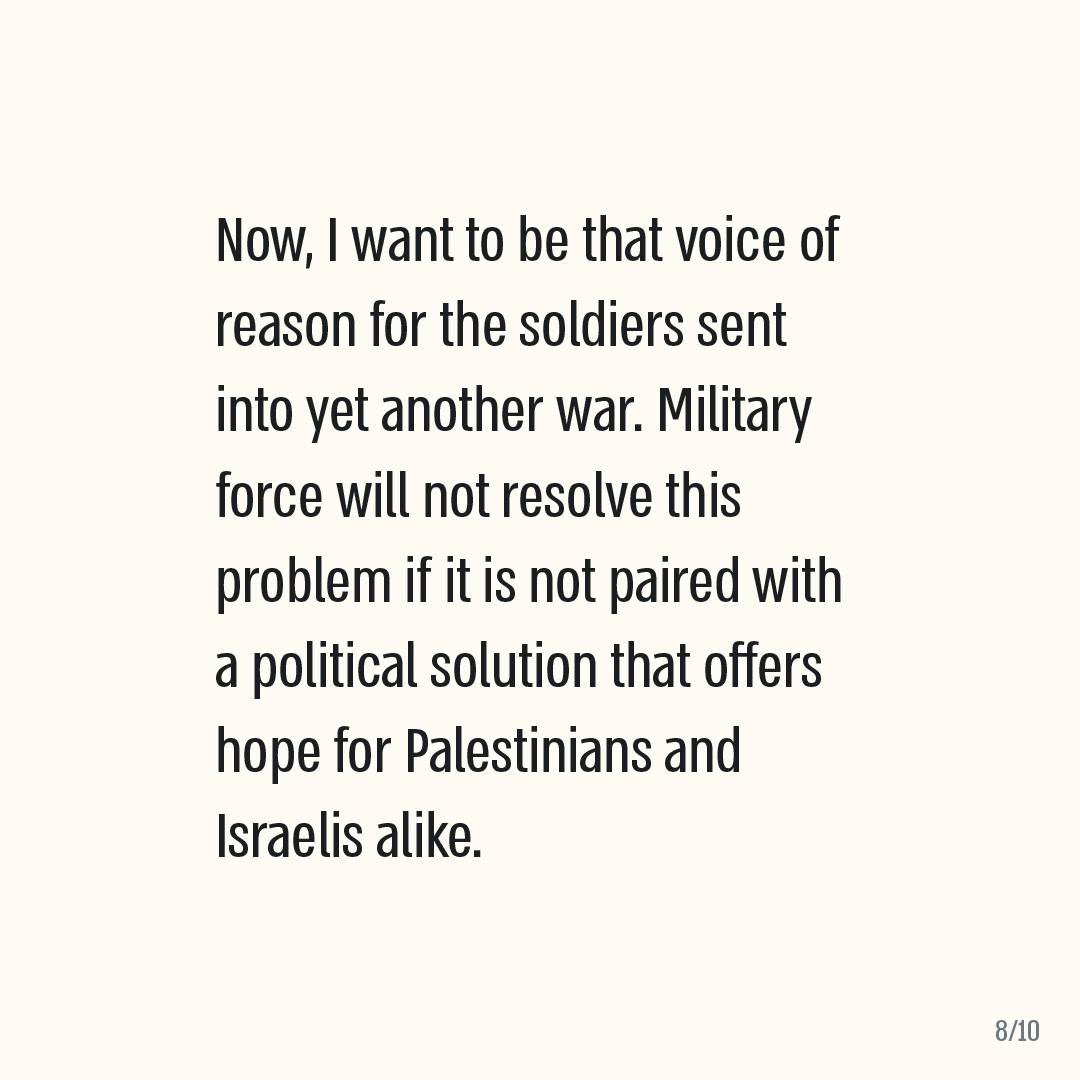 Now, I want to be that voice of
reason for the soldiers sent
into yet another war. Military
force will not resolve this
problem if it is not paired with
a political solution that offers
hope for Palestinians and
Israelis alike.
8/10